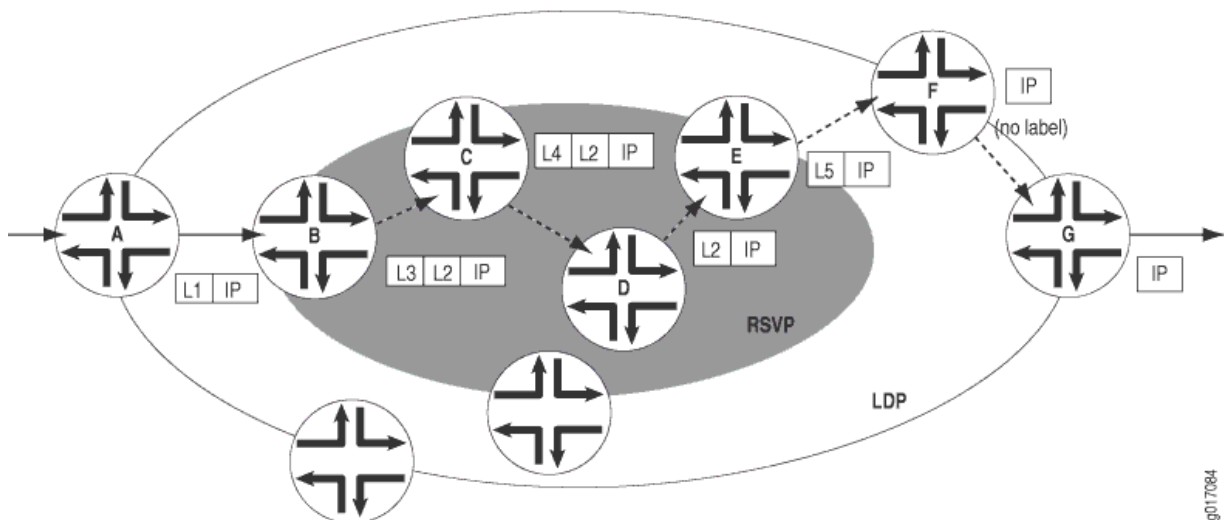 F
IP
(no label)
C
L4 L2 IP
E
L5 IP
A
B
G
L1 IP
L3 L2 IP
D
L2 IP
IP
RSVP
LDP
g017084